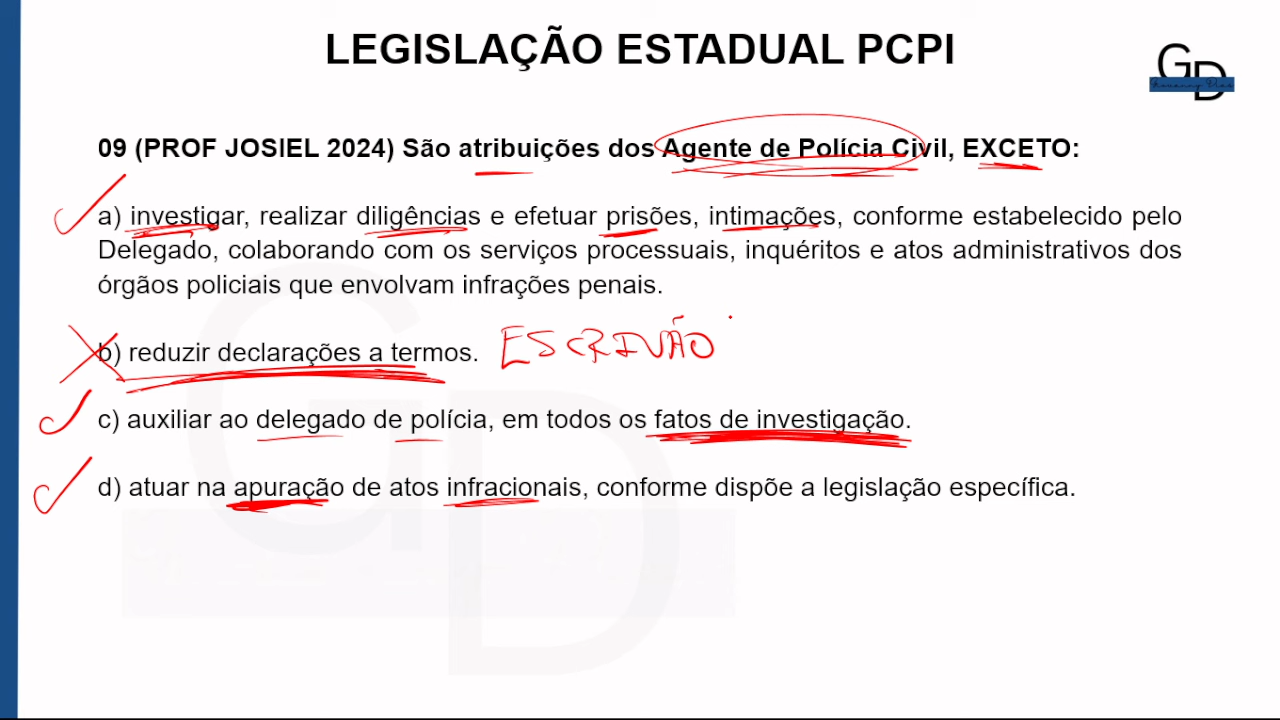 LEGISLAÇÃO ESTADUAL PCPI
GD
09 (PROF JOSIEL 2024) São atribuições dos Agente de Polícia Civil, EXCETO:
a) investigar, realizar diligências e efetuar prisões, intimações, conforme estabelecido pelo
Delegado, colaborando com os serviços processuais, inquéritos e atos administrativos dos
órgãos policiais que envolvam infrações penais.
b) reduzir declarações a termos. ESCRIVÃO
c) auxiliar ao delegado de polícia, em todos os fatos de investigação.
d) atuar na apuração de atos infracionais, conforme dispõe a legislação específica.